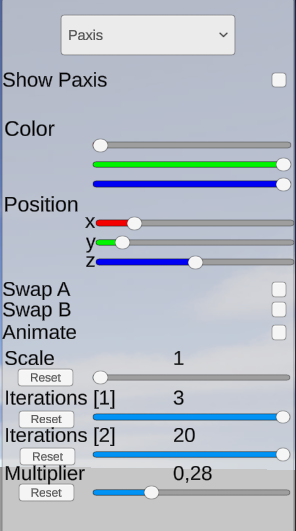 Paxis
Show Paxis
Color
Position
x
y
z
Swap A
Swap B
Animate
Scale 1
Reset
Iterations [1] 3
Reset
Iterations [2] 20
Reset
Multiplier 0,28
Reset